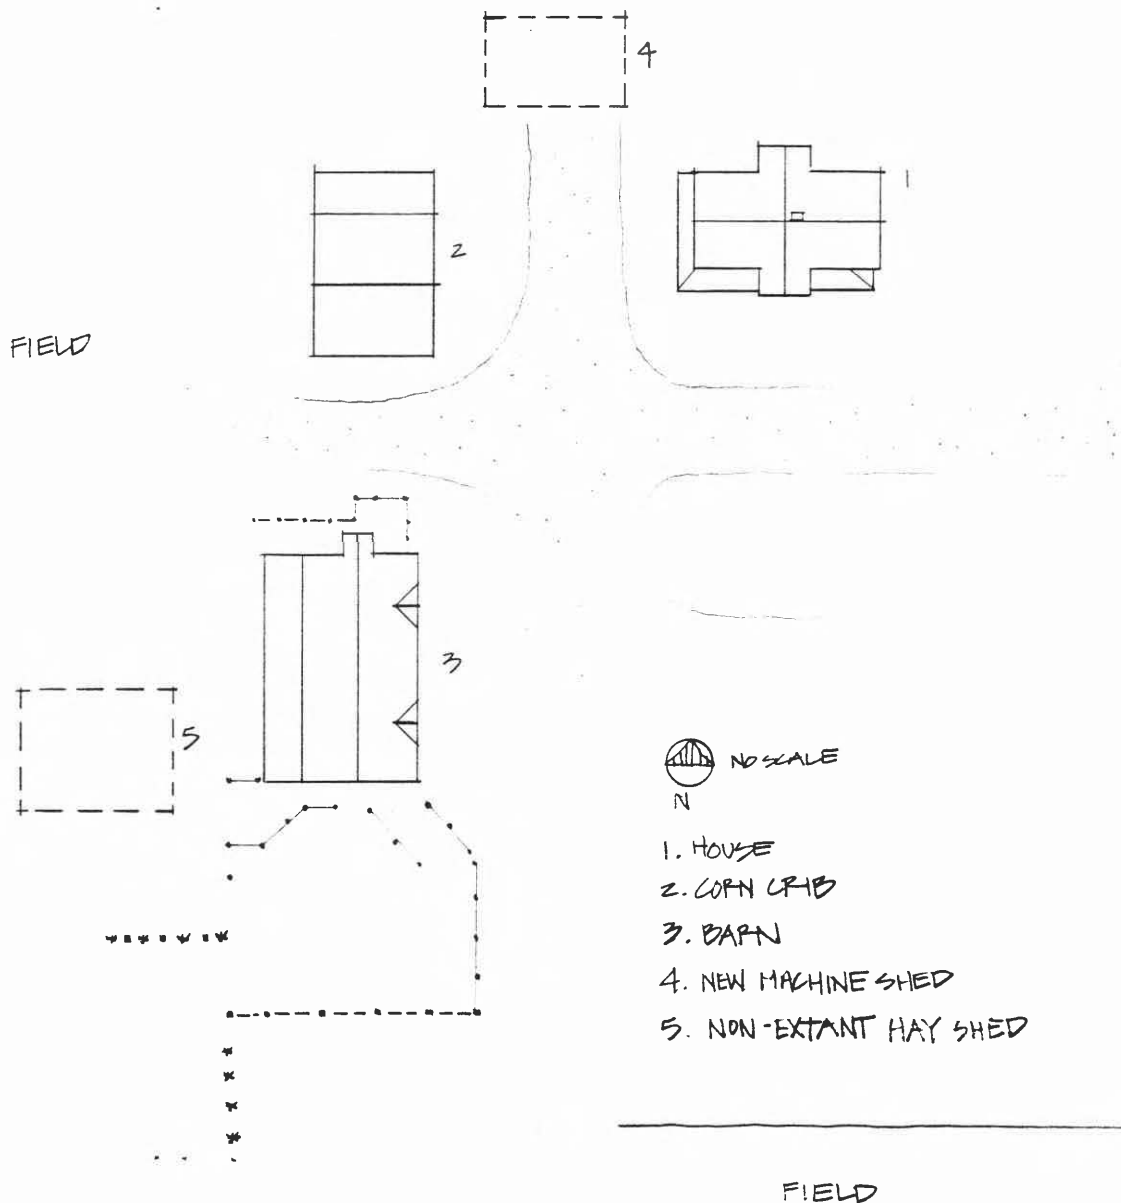 4
1
2
FIELD
3
5
NO SCALE
N
1. HOUSE
2. CORN CRIB
3. BARN
4. NEW MACHINE SHED
5. NON-EXTANT HAY SHED
FIELD